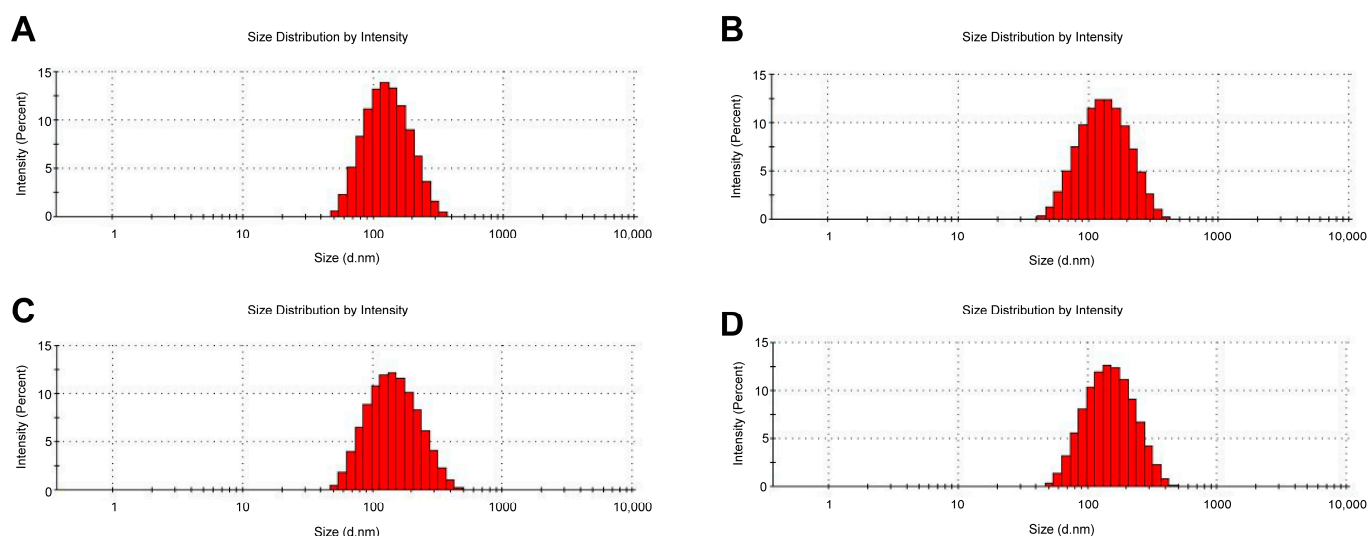 A
Size Distribution by Intensity
Intensity (Percent)
15
10
5
0
1 10 100 1000 10,000
Size (d.nm)
B
Size Distribution by Intensity
Intensity (Percent)
15
10
5
0
1 10 100 1000 10,000
Size (d.nm)
C
Size Distribution by Intensity
Intensity (Percent)
15
10
5
0
1 10 100 1000 10,000
Size (d.nm)
D
Size Distribution by Intensity
Intensity (Percent)
15
10
5
0
1 10 100 1000 10,000
Size (d.nm)